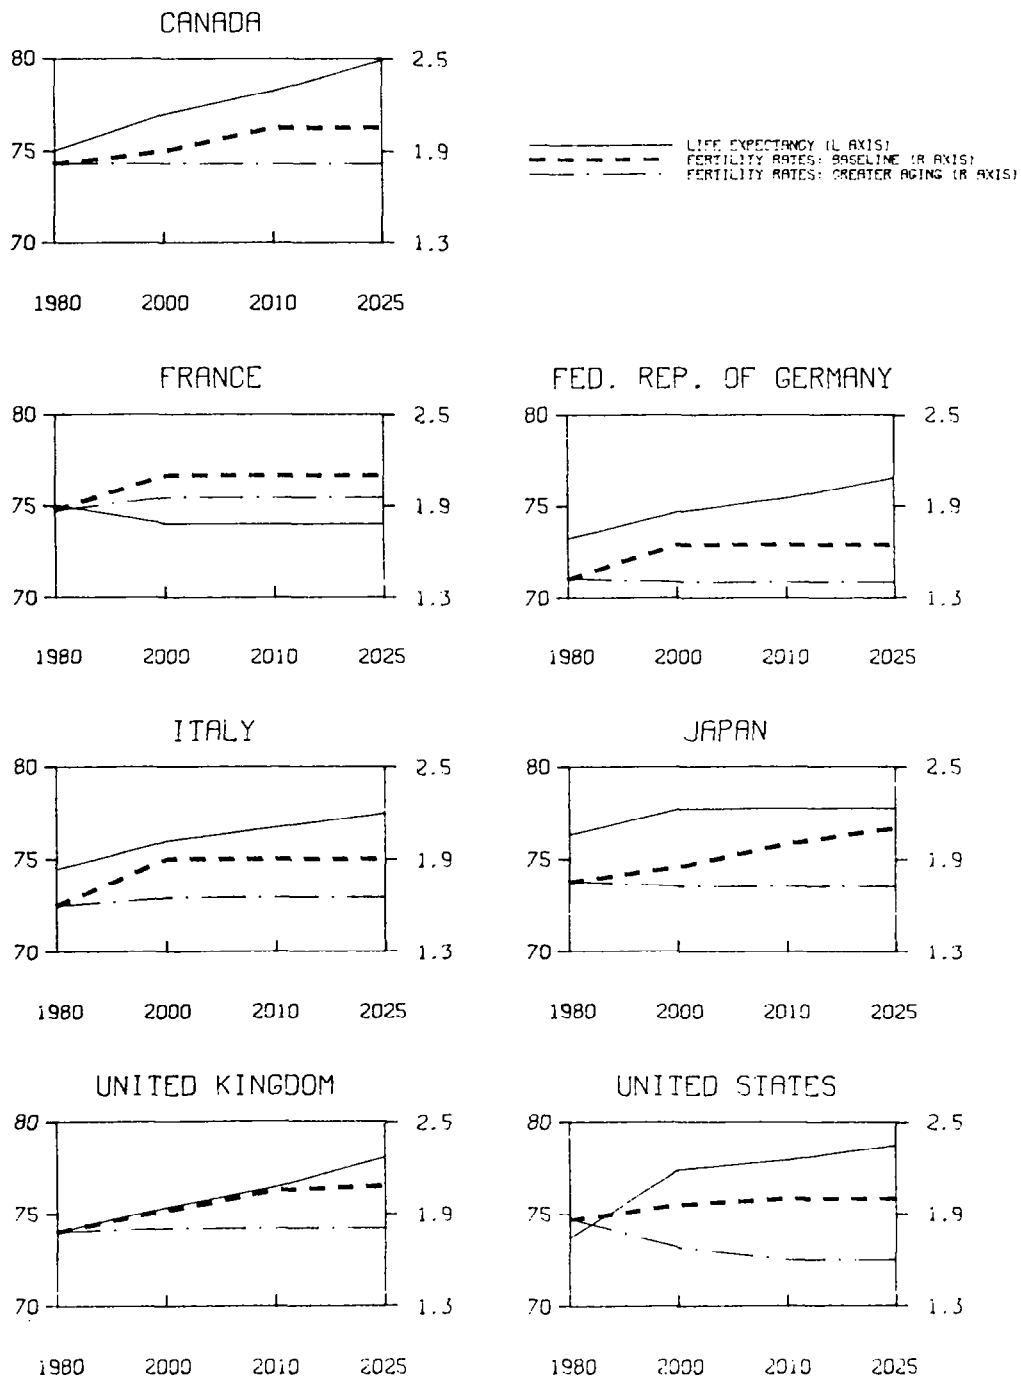 CANADA
80 2.5
75 1.9
70 1.3
1980 2000 2010 2025
LIFE EXPECTANCY (L AXIS)
FERTILITY RATES: BASELINE (R AXIS)
FERTILITY RATES: GREATER AGING (R AXIS)
FRANCE
80 2.5
75 1.9
70 1.3
1980 2000 2010 2025
FED. REP. OF GERMANY
80 2.5
75 1.9
70 1.3
1980 2000 2010 2025
ITALY
80 2.5
75 1.9
70 1.3
1980 2000 2010 2025
JAPAN
80 2.5
75 1.9
70 1.3
1980 2000 2010 2025
UNITED KINGDOM
80 2.5
75 1.9
70 1.3
1980 2000 2010 2025
UNITED STATES
80 2.5
75 1.9
70 1.3
1980 2000 2010 2025